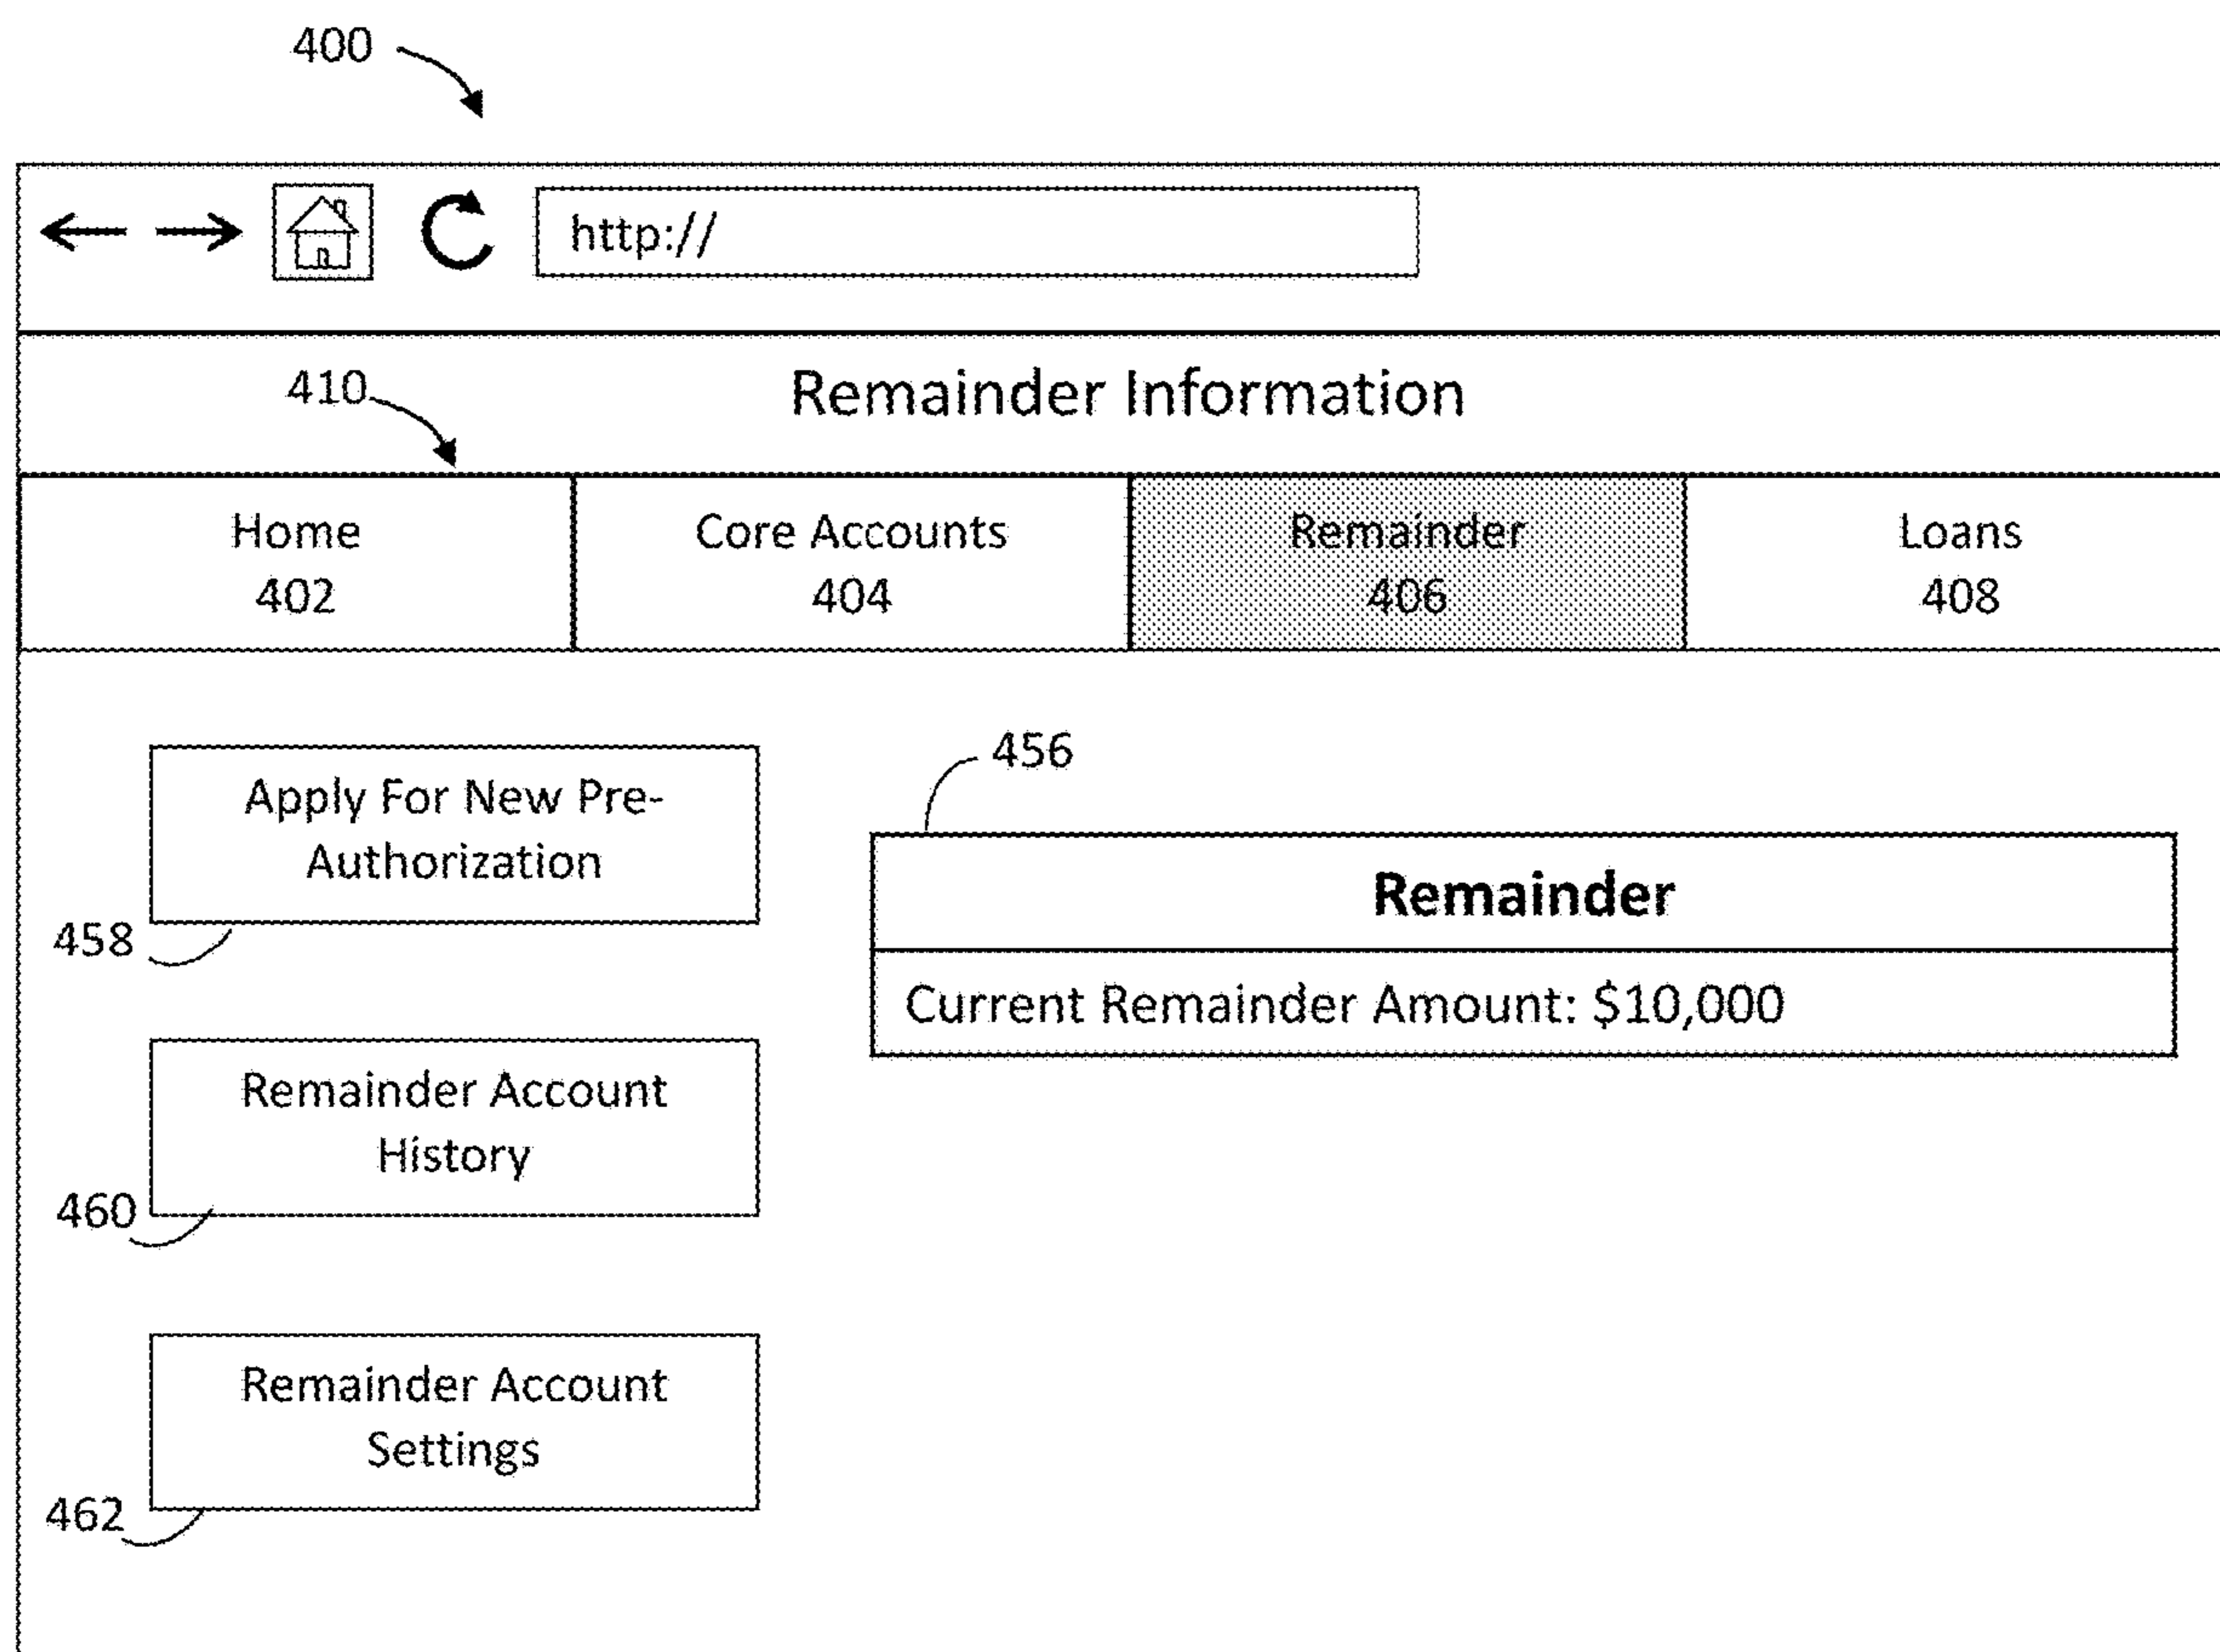 400
http://
410
Remainder Information
Home
402
Core Accounts
404
Remainder
406
Loans
408
Apply For New Pre-
Authorization
458
456
Remainder
Current Remainder Amount: $10,000
Remainder Account
History
460
Remainder Account
Settings
462